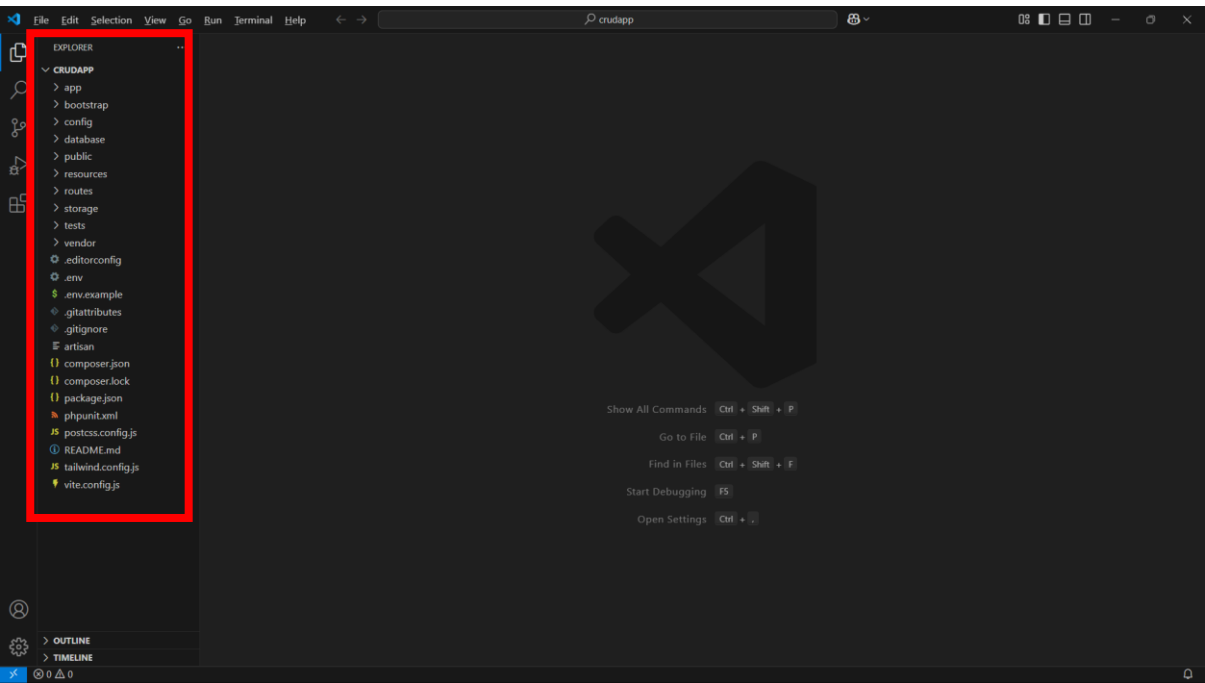 File Edit Selection View Go Run Terminal Help crudapp
EXPLORER
CRUDAPP
app
bootstrap
config
database
public
resources
routes
storage
tests
vendor
.editorconfig
.env
$ .env.example
.gitattributes
.gitignore
artisan
{} composer.json
{} composer.lock
{} package.json
phpunit.xml
JS postcss.config.js
README.md
JS tailwind.config.js
vite.config.js
Show All Commands Ctrl + Shift + P
Go to File Ctrl + P
Find in Files Ctrl + Shift + F
Start Debugging F5
Open Settings Ctrl + ,
OUTLINE
TIMELINE
0 0